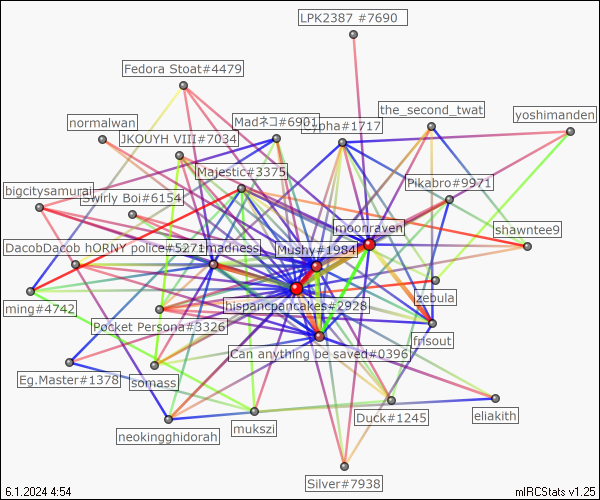 LPK2387 #7690
Fedora Stoat#4479
the_second_twat
yoshimanden
normalwan
Madネコ#6901
Cypha#1717
JKOUYH VIII#7034
Majestic#3375
Pikabro#9971
bigcitysamurai
Swirly Boi#6154
moonraven
shawntee9
DacobDacob hORNY police#5271
madness
Mushy#1984
ming#4742
hispancpancakes#2928
zebula
Pocket Persona#3326
frisout
Can anything be saved#0396
Eg.Master#1378
somass
Duck#1245
eliakith
neokingghidorah
mukszi
Silver#7938
6.1.2024 4:54
mIRCStats v1.25